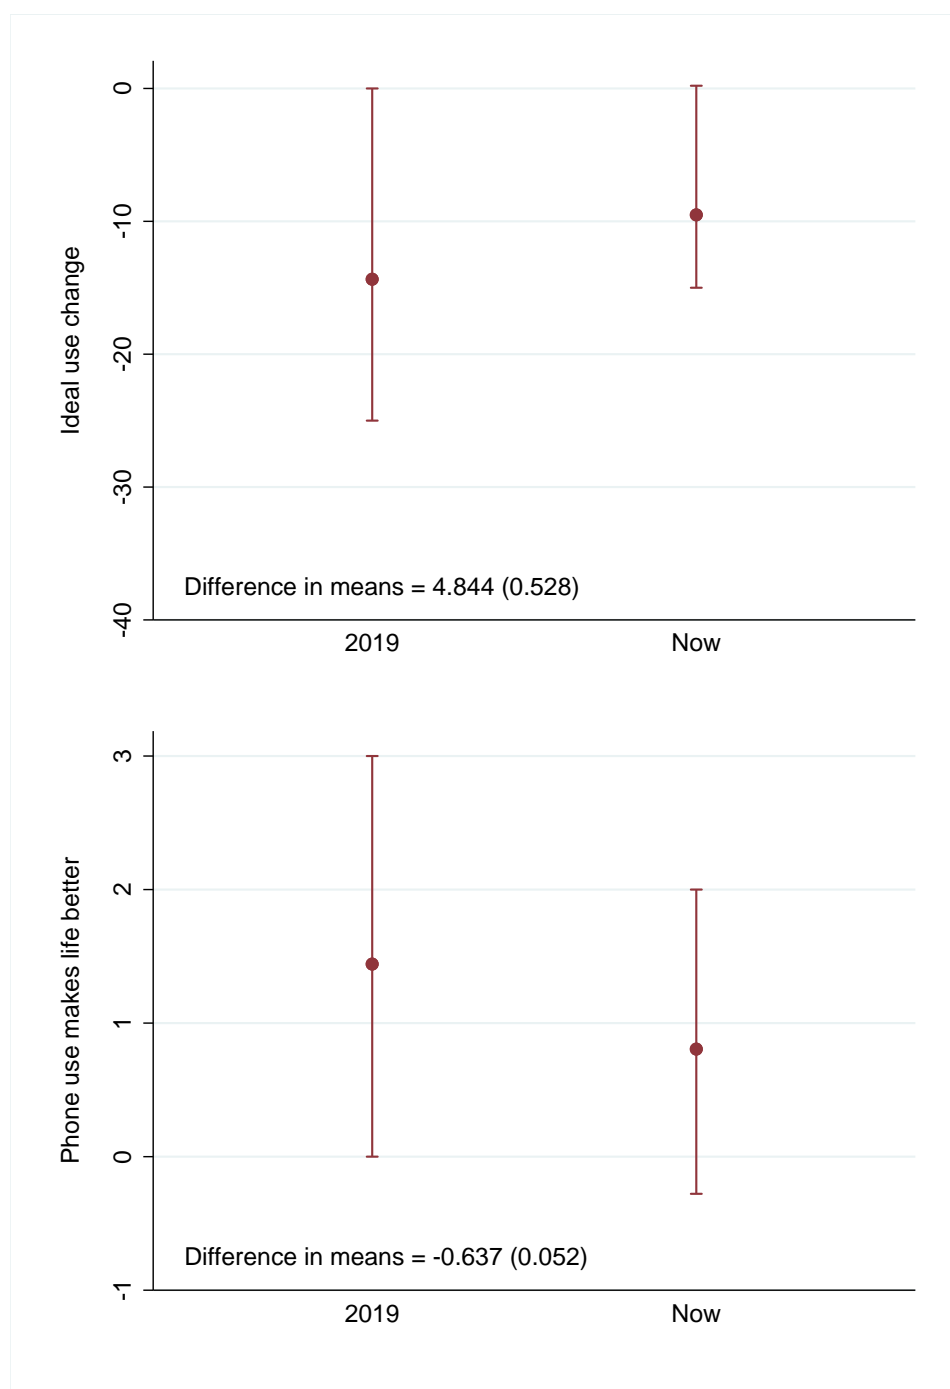 Ideal use change
0
-10
-20
-30
-40
Difference in means = 4.844 (0.528)
2019 Now
Phone use makes life better
3
2
1
0
-1
Difference in means = -0.637 (0.052)
2019 Now